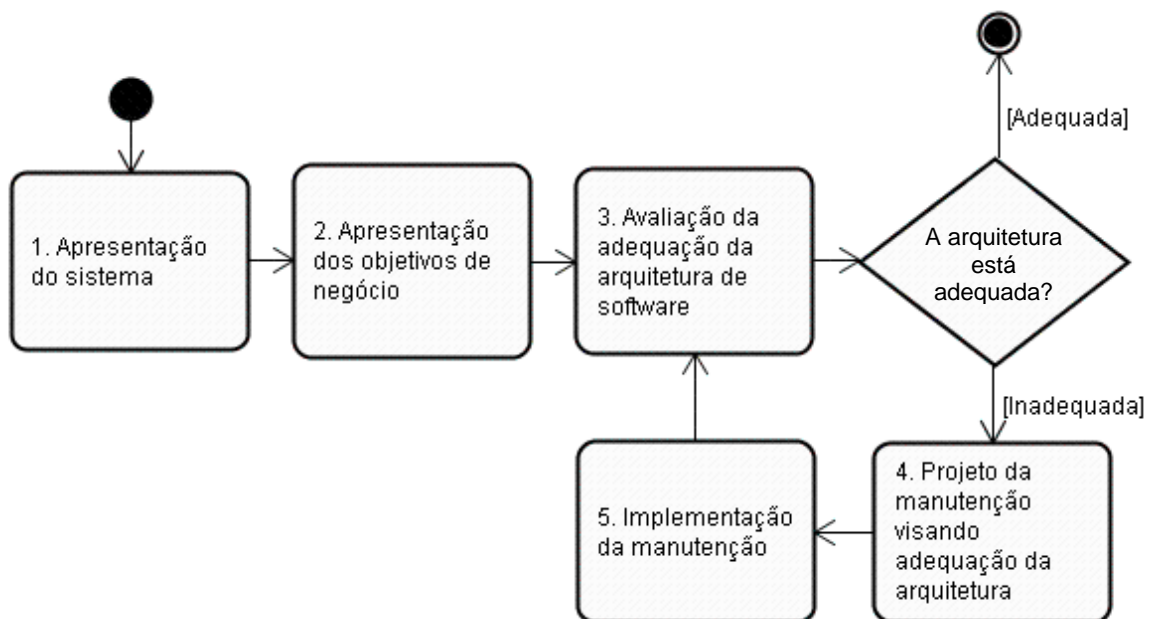 1. Apresentação
do sistema
2. Apresentação
dos objetivos de
negócio
3. Avaliação da
adequação da
arquitetura de
software
A arquitetura
está
adequada?
[Adequada]
[Inadequada]
4. Projeto da
manutenção
visando
adequação da
arquitetura
5. Implementação
da manutenção